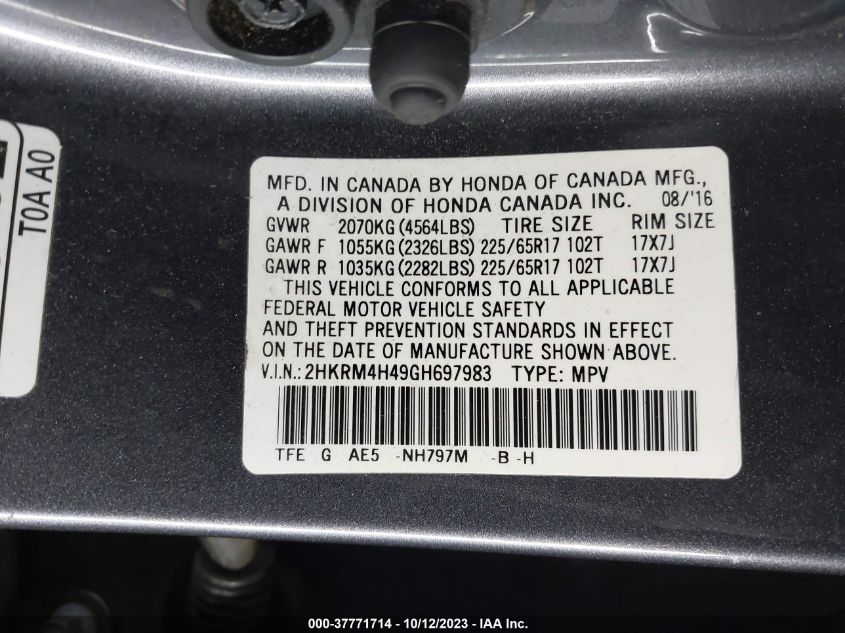 T0A A0
MFD. IN CANADA BY HONDA OF CANADA MFG.,
A DIVISION OF HONDA CANADA INC. 08/'16
GVWR 2070KG (4564LBS) TIRE SIZE RIM SIZE
GAWR F 1055KG (2326LBS) 225/65R17 102T 17X7J
GAWR R 1035KG (2282LBS) 225/65R17 102T 17X7J
THIS VEHICLE CONFORMS TO ALL APPLICABLE
FEDERAL MOTOR VEHICLE SAFETY
AND THEFT PREVENTION STANDARDS IN EFFECT
ON THE DATE OF MANUFACTURE SHOWN ABOVE.
V.I.N.: 2HKRM4H49GH697983 TYPE: MPV
TFE G AE5 -NH797M -B -H
000-37771714 - 10/12/2023 - IAA Inc.